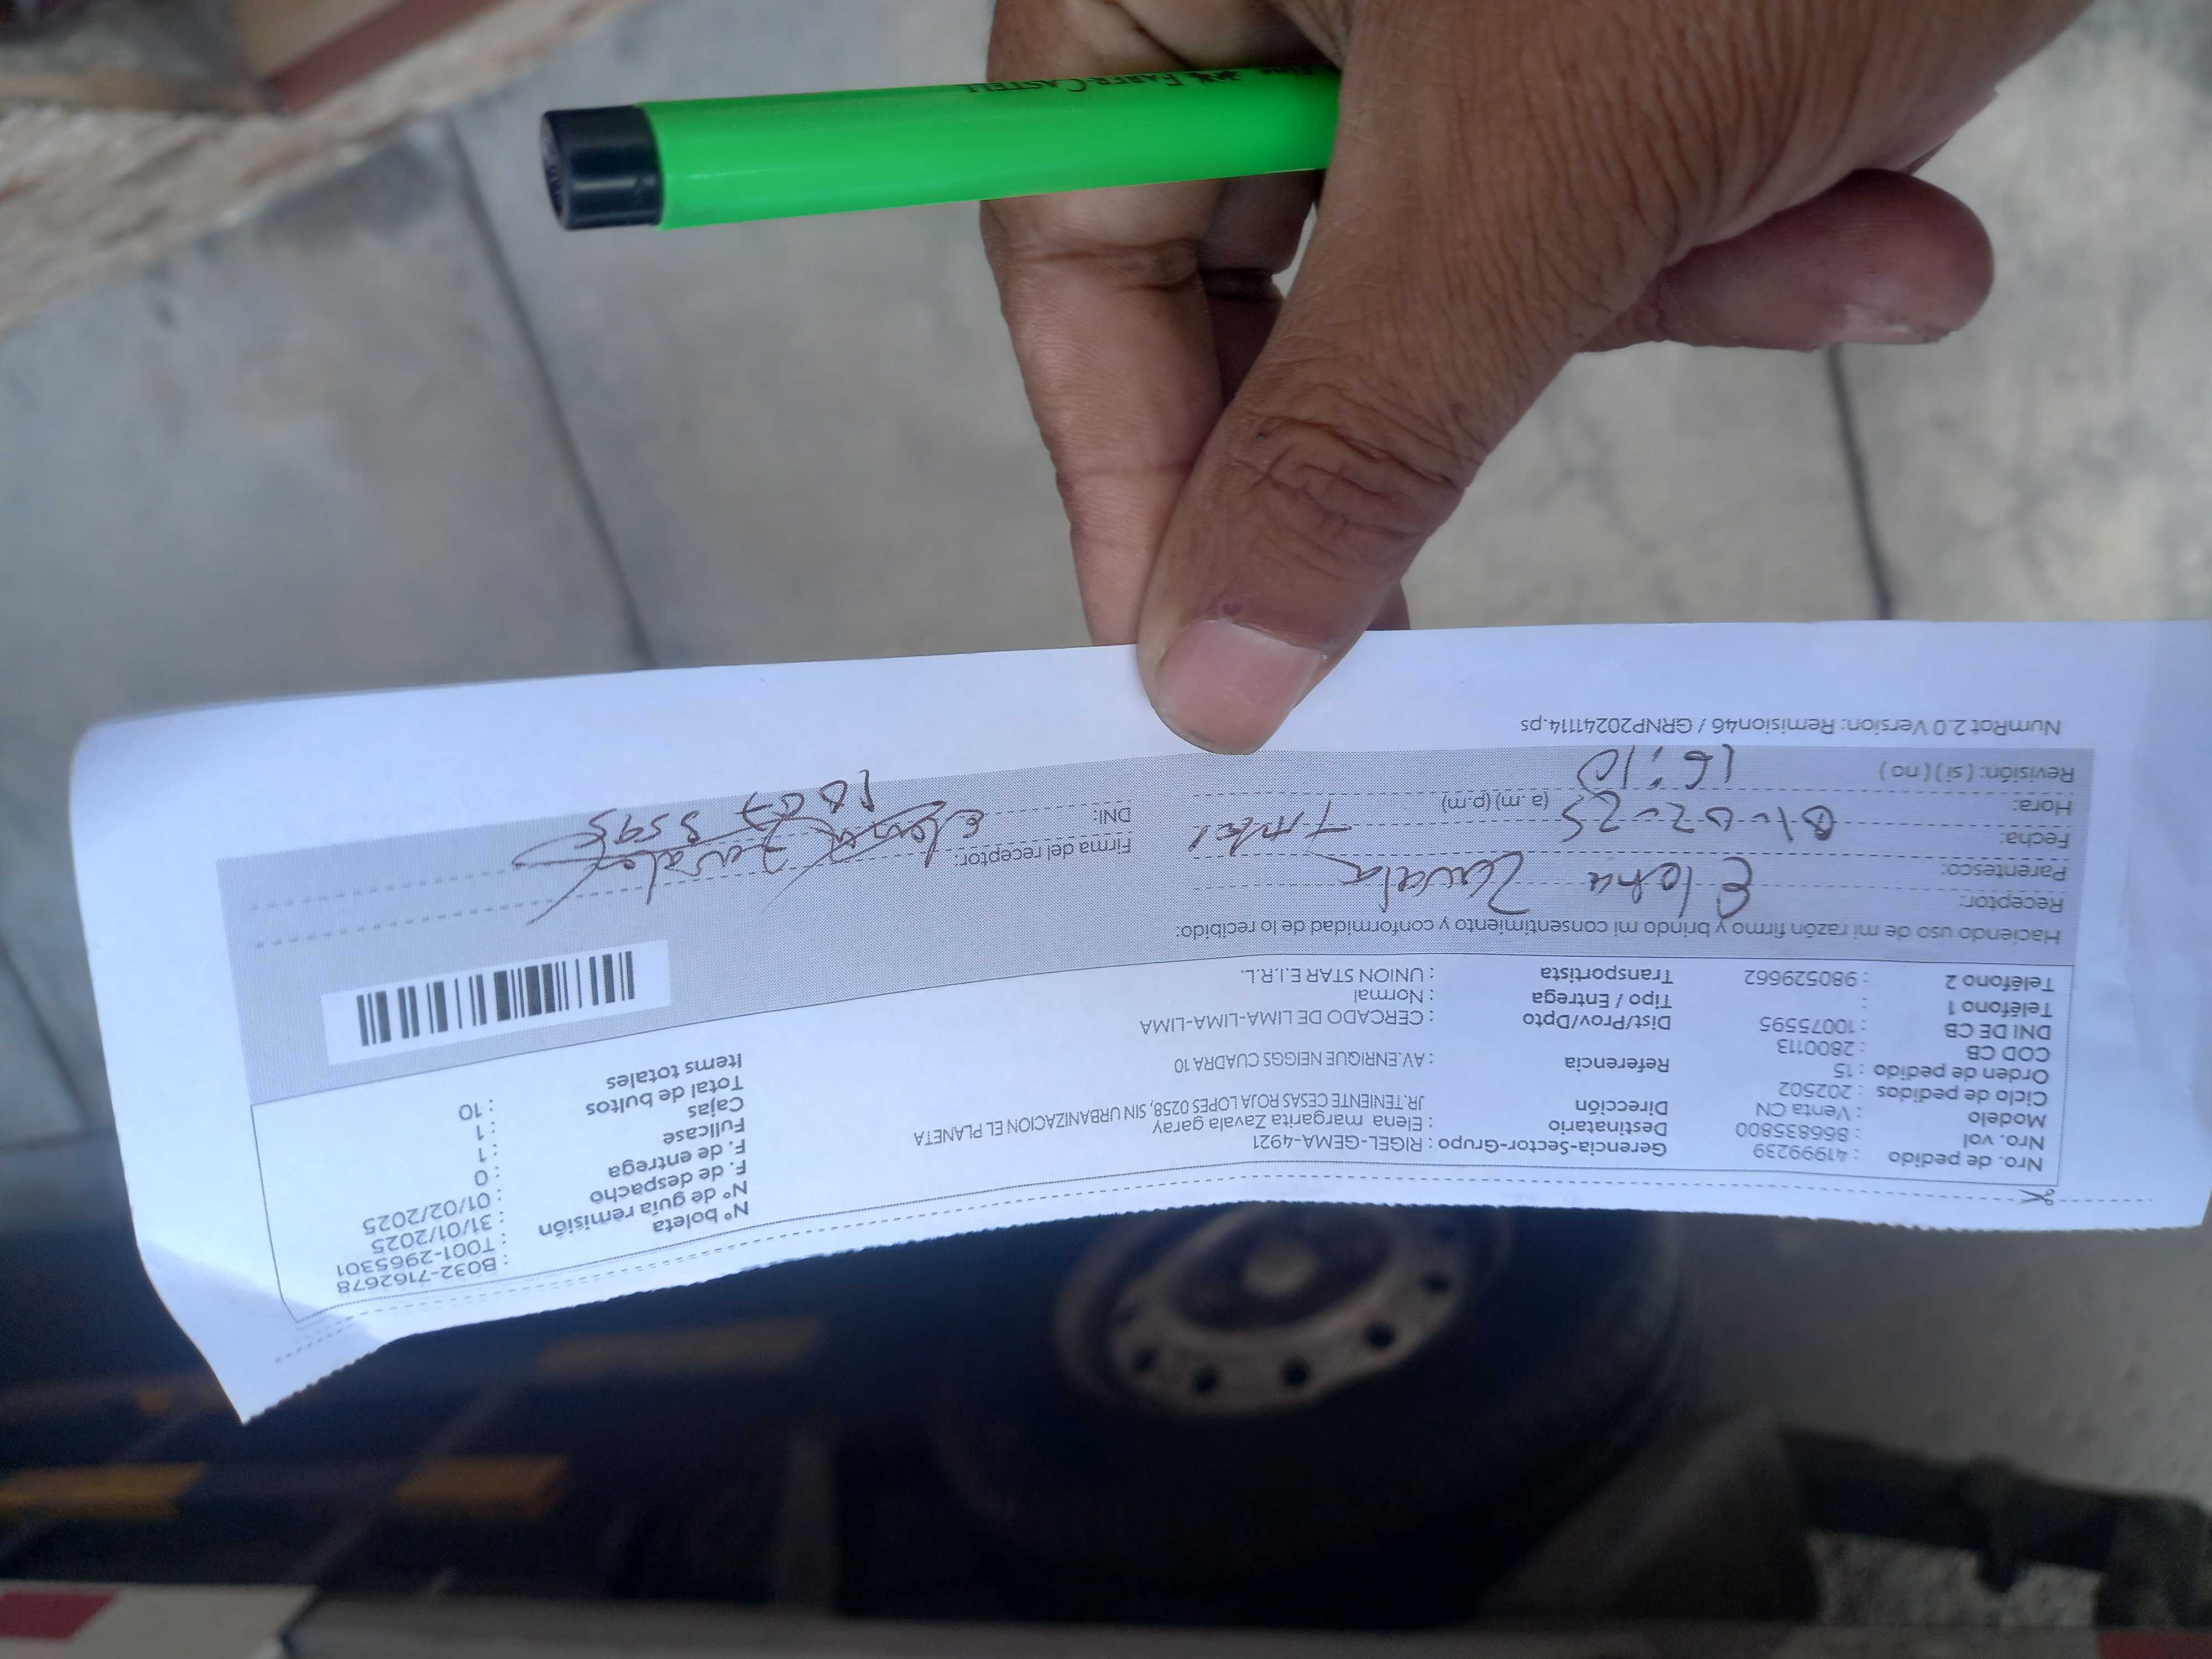 FABER-CASTELL
Nro. de pedido : 41999239
Nro. vol : 866835800
Modelo : Venta CN
Ciclo de pedidos : 202502
Orden de pedido : 15
COD CB : 2800113
DNI DE CB : 10075595
Teléfono 1 :
Teléfono 2 : 980529662
Gerencia-Sector-Grupo : RIGEL-GEMA-4921
Destinatario : Elena margarita Zavala garay
Dirección JR.TENIENTE CESAS ROJA LOPES 0258, SIN URBANIZACION EL PLANETA
Referencia : AV.ENRIQUE NEIGGS CUADRA 10
Dist/Prov/Dpto : CERCADO DE LIMA-LIMA-LIMA
Tipo / Entrega : Normal
Transportista : UNION STAR E.I.R.L.
N° boleta : B032-7162678
N° de guía remisión : T001-2965301
F. de despacho : 31/01/2025
F. de entrega : 01/02/2025
Fullcase : 0
Cajas : 1
Total de bultos : 1
Items totales : 10
Haciendo uso de mi razón firmo y brindo mi consentimiento y conformidad de lo recibido:
Receptor: Elena Zavala
Parentesco:
Fecha: 01-02-25
Hora: (a.m) (p.m)
16:10
Revisión: ( si ) ( no )
Firma del receptor: Elena Zavala
DNI: 1007 5595
NumRot 2.0 Version: Remision46 / GRNP20241114.ps